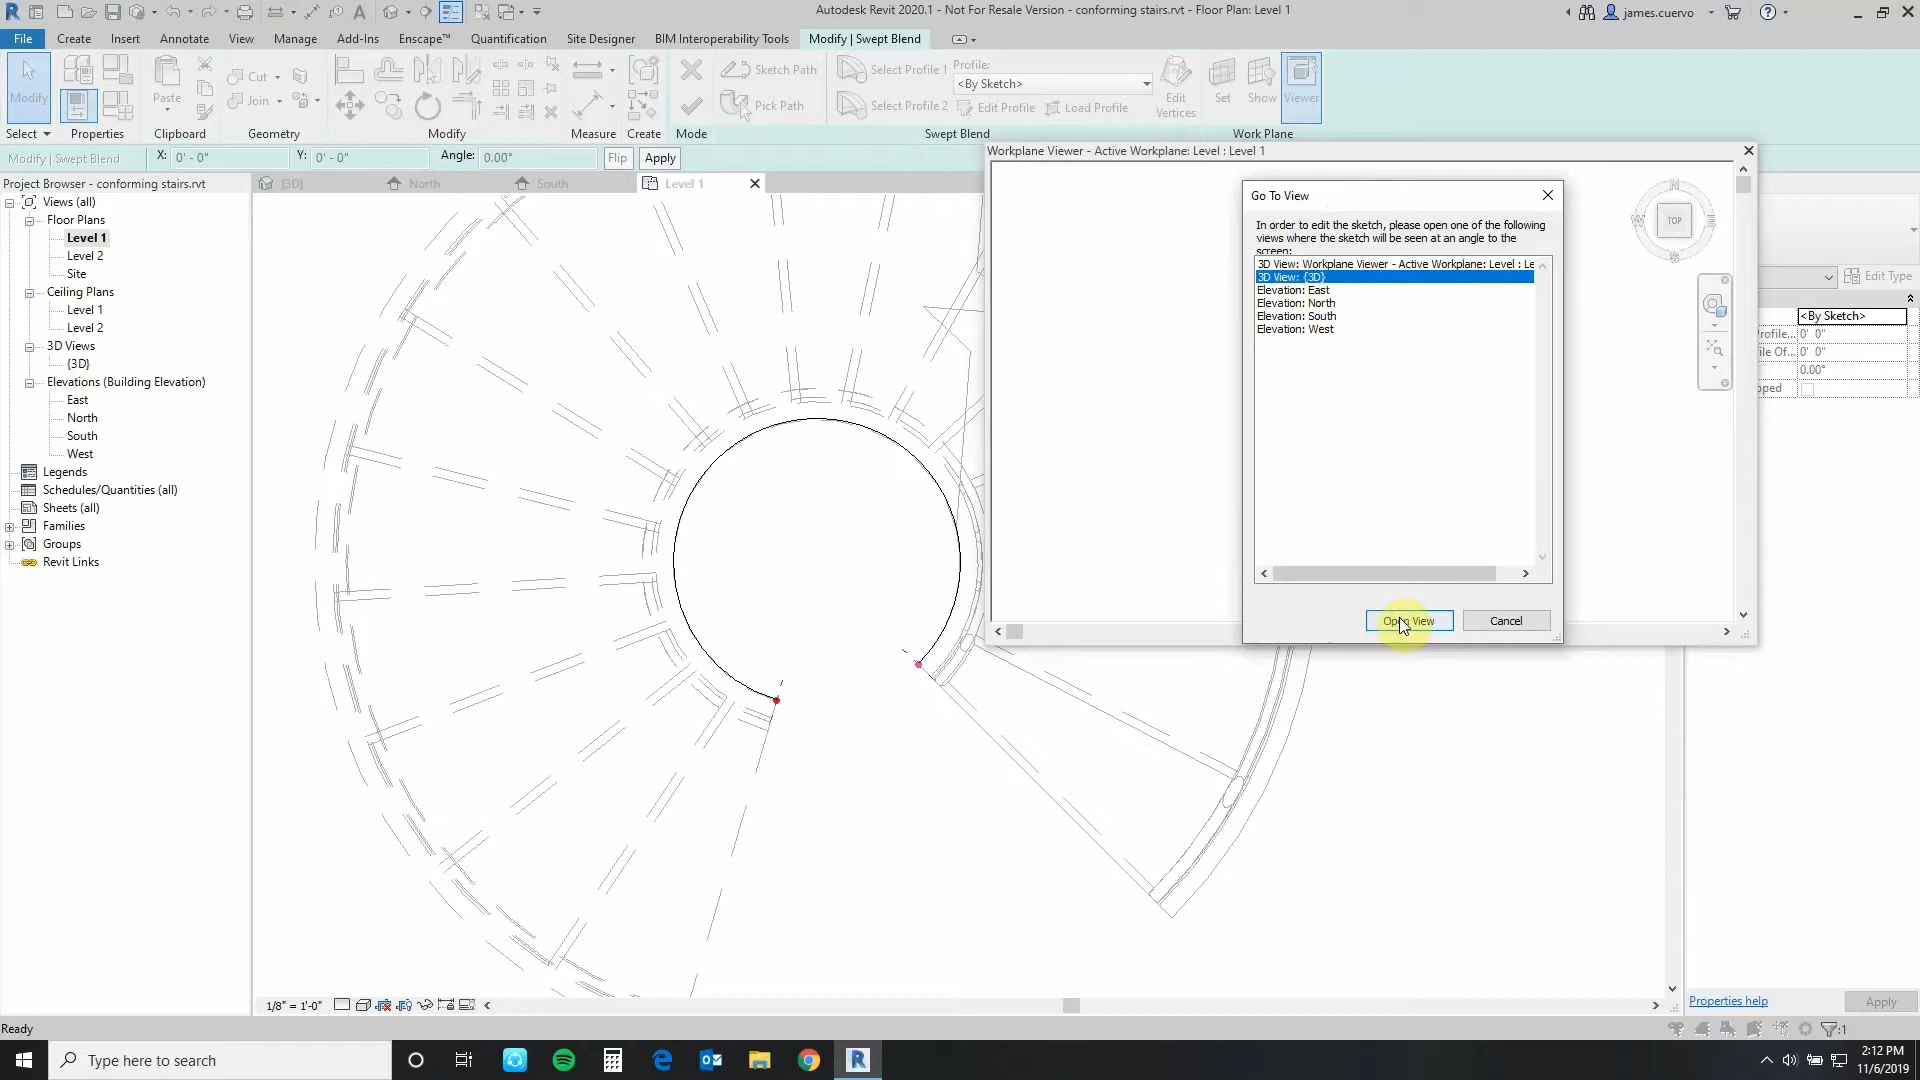 Autodesk Revit 2020.1 - Not For Resale Version - conforming stairs.rvt - Floor Plan: Level 1
james.cuervo
File Create Insert Annotate View Manage Add-Ins Enscape™ Quantification Site Designer BIM Interoperability Tools Modify | Swept Blend
Modify
Paste
Cut
Join
Sketch Path
Pick Path
Select Profile 1
Select Profile 2
Profile:
<By Sketch>
Edit Profile
Load Profile
Edit
Vertices
Set
Show
Viewer
Select Properties Clipboard Geometry Modify Measure Create Mode Swept Blend Work Plane
Modify | Swept Blend
X: 0' - 0" Y: 0' - 0" Angle: 0.00° Flip Apply
Project Browser - conforming stairs.rvt
{3D}
North
South
Level 1
Views (all)
Floor Plans
Level 1
Level 2
Site
Ceiling Plans
Level 1
Level 2
3D Views
{3D}
Elevations (Building Elevation)
East
North
South
West
Legends
Schedules/Quantities (all)
Sheets (all)
Families
Groups
Revit Links
Workplane Viewer - Active Workplane: Level : Level 1
Go To View
In order to edit the sketch, please open one of the following
views where the sketch will be seen at an angle to the
screen:
3D View: Workplane Viewer - Active Workplane: Level : Le
3D View: {3D}
Elevation: East
Elevation: North
Elevation: South
Elevation: West
Open View
Cancel
TOP
N
E
S
W
Edit Type
<By Sketch>
rofile... 0' 0"
ile Of... 0' 0"
0.00°
pped
1/8" = 1'-0"
Properties help
Apply
Ready
:1
Type here to search
2:12 PM
11/6/2019